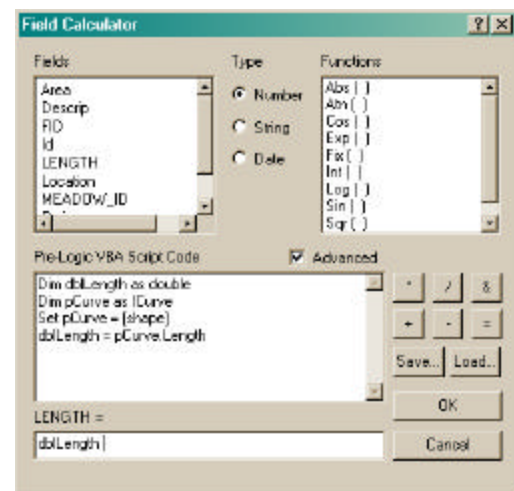 Field Calculator
Fields
Type
Functions
Area
Descrip
FID
Id
LENGTH
Location
MEADOW_ID
Number
String
Date
Abs ( )
Atn ( )
Cos ( )
Exp ( )
Fix ( )
Int ( )
Log ( )
Sin ( )
Sqr ( )
Pre-Logic VBA Script Code
Advanced
Dim dblLength as double
Dim pCurve as ICurve
Set pCurve = [shape]
dblLength = pCurve.Length
* / &
+ - =
Save... Load...
LENGTH =
dblLength
OK
Cancel